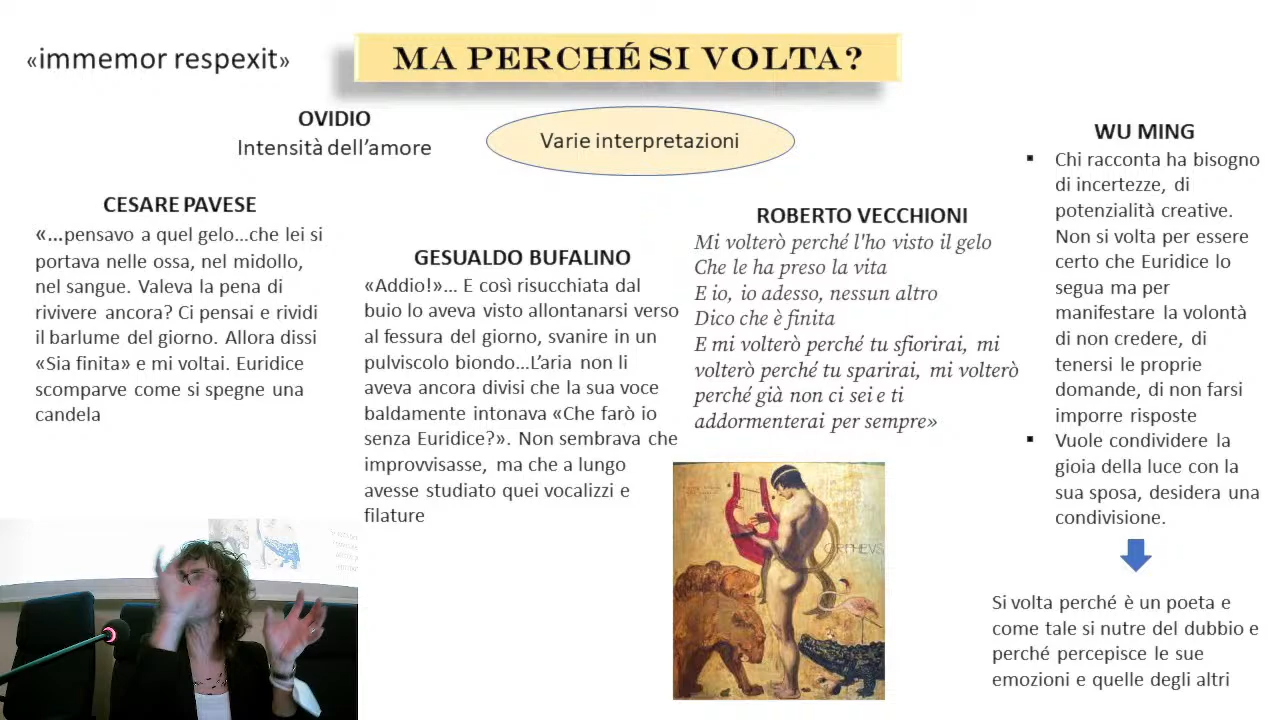 «immemor respexit»
MA PERCHÉ SI VOLTA?
OVIDIO
Intensità dell’amore
Varie interpretazioni
CESARE PAVESE
«...pensavo a quel gelo...che lei si
portava nelle ossa, nel midollo,
nel sangue. Valeva la pena di
rivivere ancora? Ci pensai e rividi
il barlume del giorno. Allora dissi
«Sia finita» e mi voltai. Euridice
scomparve come si spegne una
candela
GESUALDO BUFALINO
«Addio!»... E così risucchiata dal
buio lo aveva visto allontanarsi verso
al fessura del giorno, svanire in un
pulviscolo biondo...L’aria non li
aveva ancora divisi che la sua voce
baldamente intonava «Che farò io
senza Euridice?». Non sembrava che
improvvisasse, ma che a lungo
avesse studiato quei vocalizzi e
filature
ROBERTO VECCHIONI
Mi volterò perché l'ho visto il gelo
Che le ha preso la vita
E io, io adesso, nessun altro
Dico che è finita
E mi volterò perché tu sfiorirai, mi
volterò perché tu sparirai, mi volterò
perché già non ci sei e ti
addormenterai per sempre»
ORPHEVS
WU MING
▪ Chi racconta ha bisogno
di incertezze, di
potenzialità creative.
Non si volta per essere
certo che Euridice lo
segua ma per
manifestare la volontà
di non credere, di
tenersi le proprie
domande, di non farsi
imporre risposte
▪ Vuole condividere la
gioia della luce con la
sua sposa, desidera una
condivisione.
Si volta perché è un poeta e
come tale si nutre del dubbio e
perché percepisce le sue
emozioni e quelle degli altri